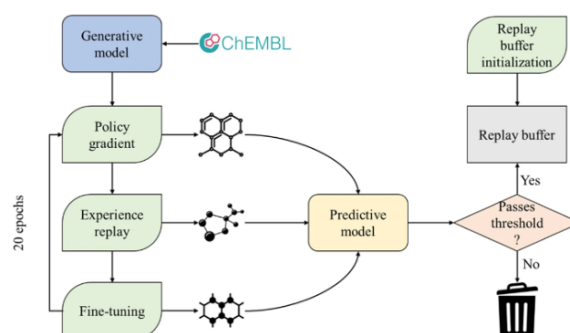 Generative
model
ChEMBL
Replay
buffer
initialization
Policy
gradient
Replay buffer
20 epochs
Yes
Experience
replay
Predictive
model
Passes
threshold
?
No
Fine-tuning